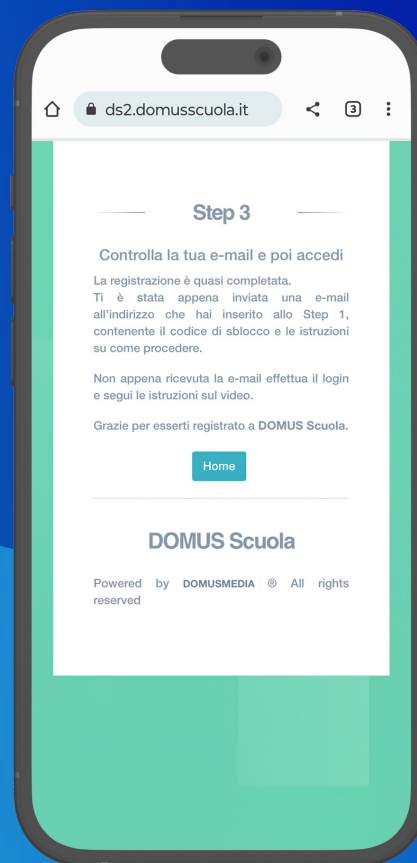 ds2.domusscuola.it
3
Step 3
Controlla la tua e-mail e poi accedi
La registrazione è quasi completata.
Ti è stata appena inviata una e-mail
all'indirizzo che hai inserito allo Step 1,
contenente il codice di sblocco e le istruzioni
su come procedere.
Non appena ricevuta la e-mail effettua il login
e segui le istruzioni sul video.
Grazie per esserti registrato a DOMUS Scuola.
Home
DOMUS Scuola
Powered by DOMUSMEDIA ® All rights
reserved